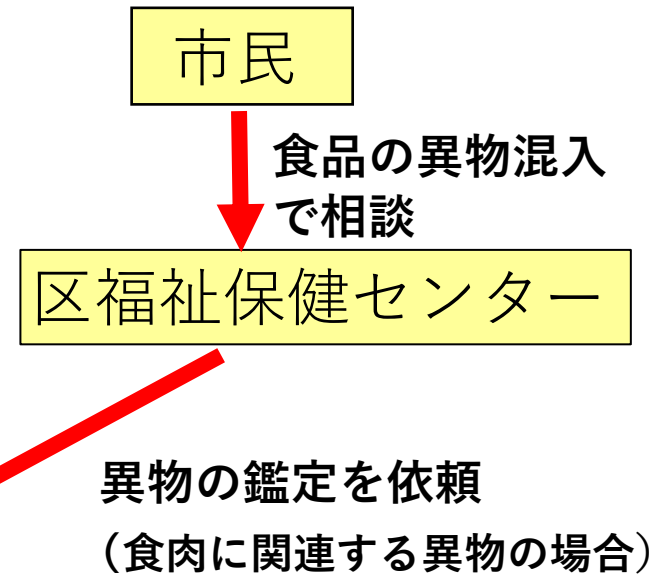 市民
食品の異物混入
で相談
区福祉保健センター
異物の鑑定を依頼
（食肉に関連する異物の場合）